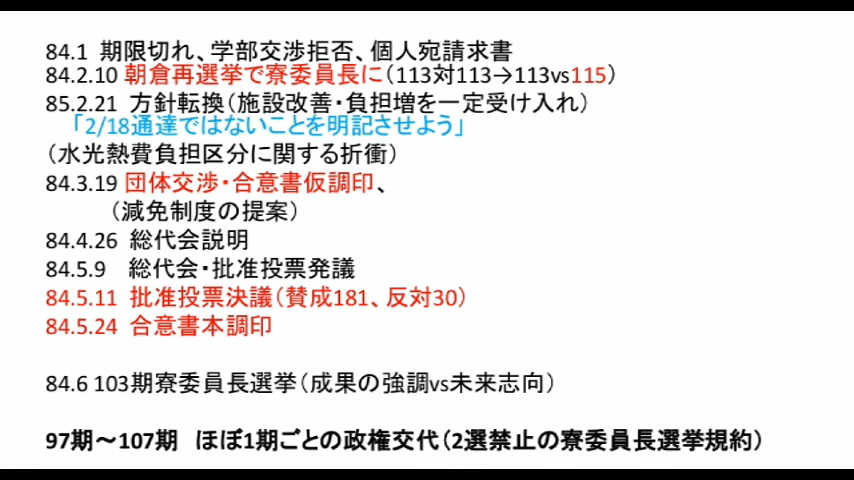 84.1 期限切れ、学部交渉拒否、個人宛請求書
84.2.10 朝倉再選挙で寮委員長に（113対113→113vs115）
85.2.21 方針転換（施設改善・負担増を一定受け入れ）
「2/18通達ではないことを明記させよう」
（水光熱費負担区分に関する折衝）
84.3.19 団体交渉・合意書仮調印、
（減免制度の提案）
84.4.26 総代会説明
84.5.9 総代会・批准投票発議
84.5.11 批准投票決議（賛成181、反対30）
84.5.24 合意書本調印
84.6 103期寮委員長選挙（成果の強調vs未来志向）
97期～107期 ほぼ1期ごとの政権交代（2選禁止の寮委員長選挙規約）